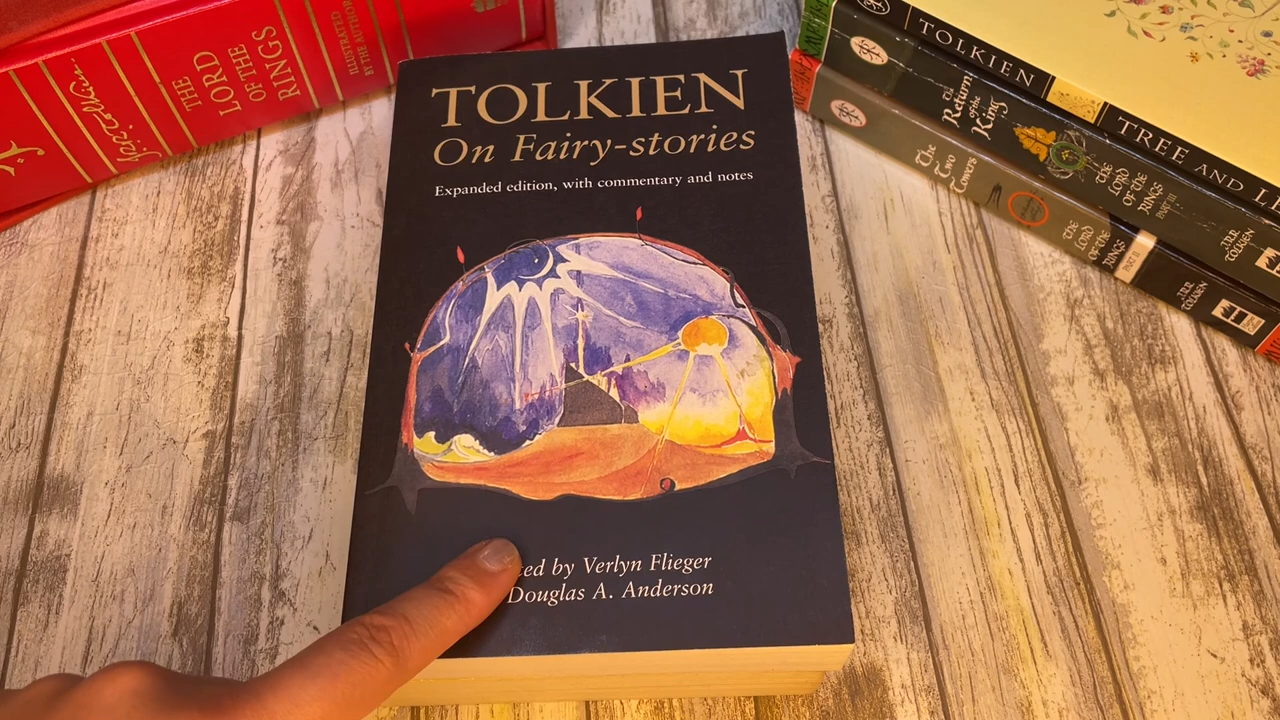 THE
LORD
OF THE
RINGS
ILLUSTRATED
BY THE AUTHOR
TOLKIEN
On Fairy-stories
Expanded edition, with commentary and notes
by Verlyn Flieger
Douglas A. Anderson
TOLKIEN
TREE AND
The
Return
of the
King
THE
LORD
OF THE
RINGS
PART III
J.R.R.
TOLKIEN
The
Two
Towers
THE
LORD
OF THE
RINGS
PART II
J.R.R.
TOLKIEN